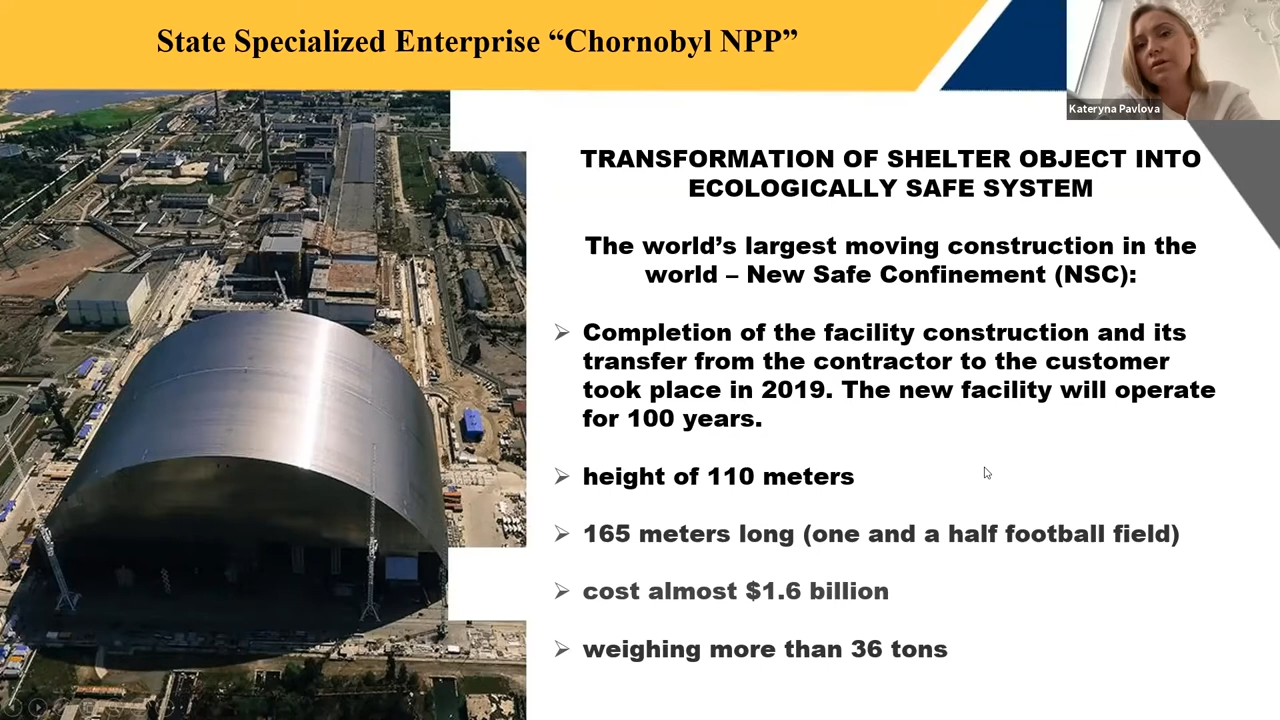 State Specialized Enterprise “Chornobyl NPP”
Kateryna Pavlova
TRANSFORMATION OF SHELTER OBJECT INTO
ECOLOGICALLY SAFE SYSTEM
The world’s largest moving construction in the
world – New Safe Confinement (NSC):
Completion of the facility construction and its
transfer from the contractor to the customer
took place in 2019. The new facility will operate
for 100 years.
height of 110 meters
165 meters long (one and a half football field)
cost almost $1.6 billion
weighing more than 36 tons